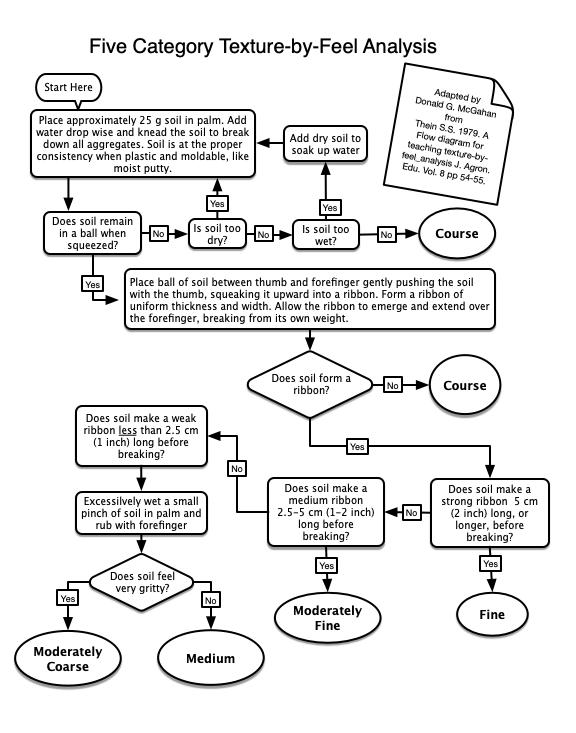 Five Category Texture-by-Feel Analysis
Start Here
Adapted by
Donald G. McGahan
from
Thein S.S. 1979. A
Flow diagram for
teaching texture-by-
feel_analysis J. Agron.
Edu. Vol. 8 pp 54-55.
Place approximately 25 g soil in palm. Add
water drop wise and knead the soil to break
down all aggregates. Soil is at the proper
consistency when plastic and moldable, like
moist putty.
Add dry soil to
soak up water
Yes
Yes
Does soil remain
in a ball when
squeezed?
No
Is soil too
dry?
No
Is soil too
wet?
No
Course
Yes
Place ball of soil between thumb and forefinger gently pushing the soil
with the thumb, squeaking it upward into a ribbon. Form a ribbon of
uniform thickness and width. Allow the ribbon to emerge and extend over
the forefinger, breaking from its own weight.
Does soil form a
ribbon?
No
Course
Yes
Does soil make a weak
ribbon less than 2.5 cm
(1 inch) long before
breaking?
No
Does soil make a
medium ribbon
2.5-5 cm (1-2 inch)
long before
breaking?
No
Does soil make a
strong ribbon 5 cm
(2 inch) long, or
longer, before
breaking?
Excessilvely wet a small
pinch of soil in palm and
rub with forefinger
Yes
Yes
Does soil feel
very gritty?
Yes
No
Moderately
Fine
Fine
Moderately
Coarse
Medium